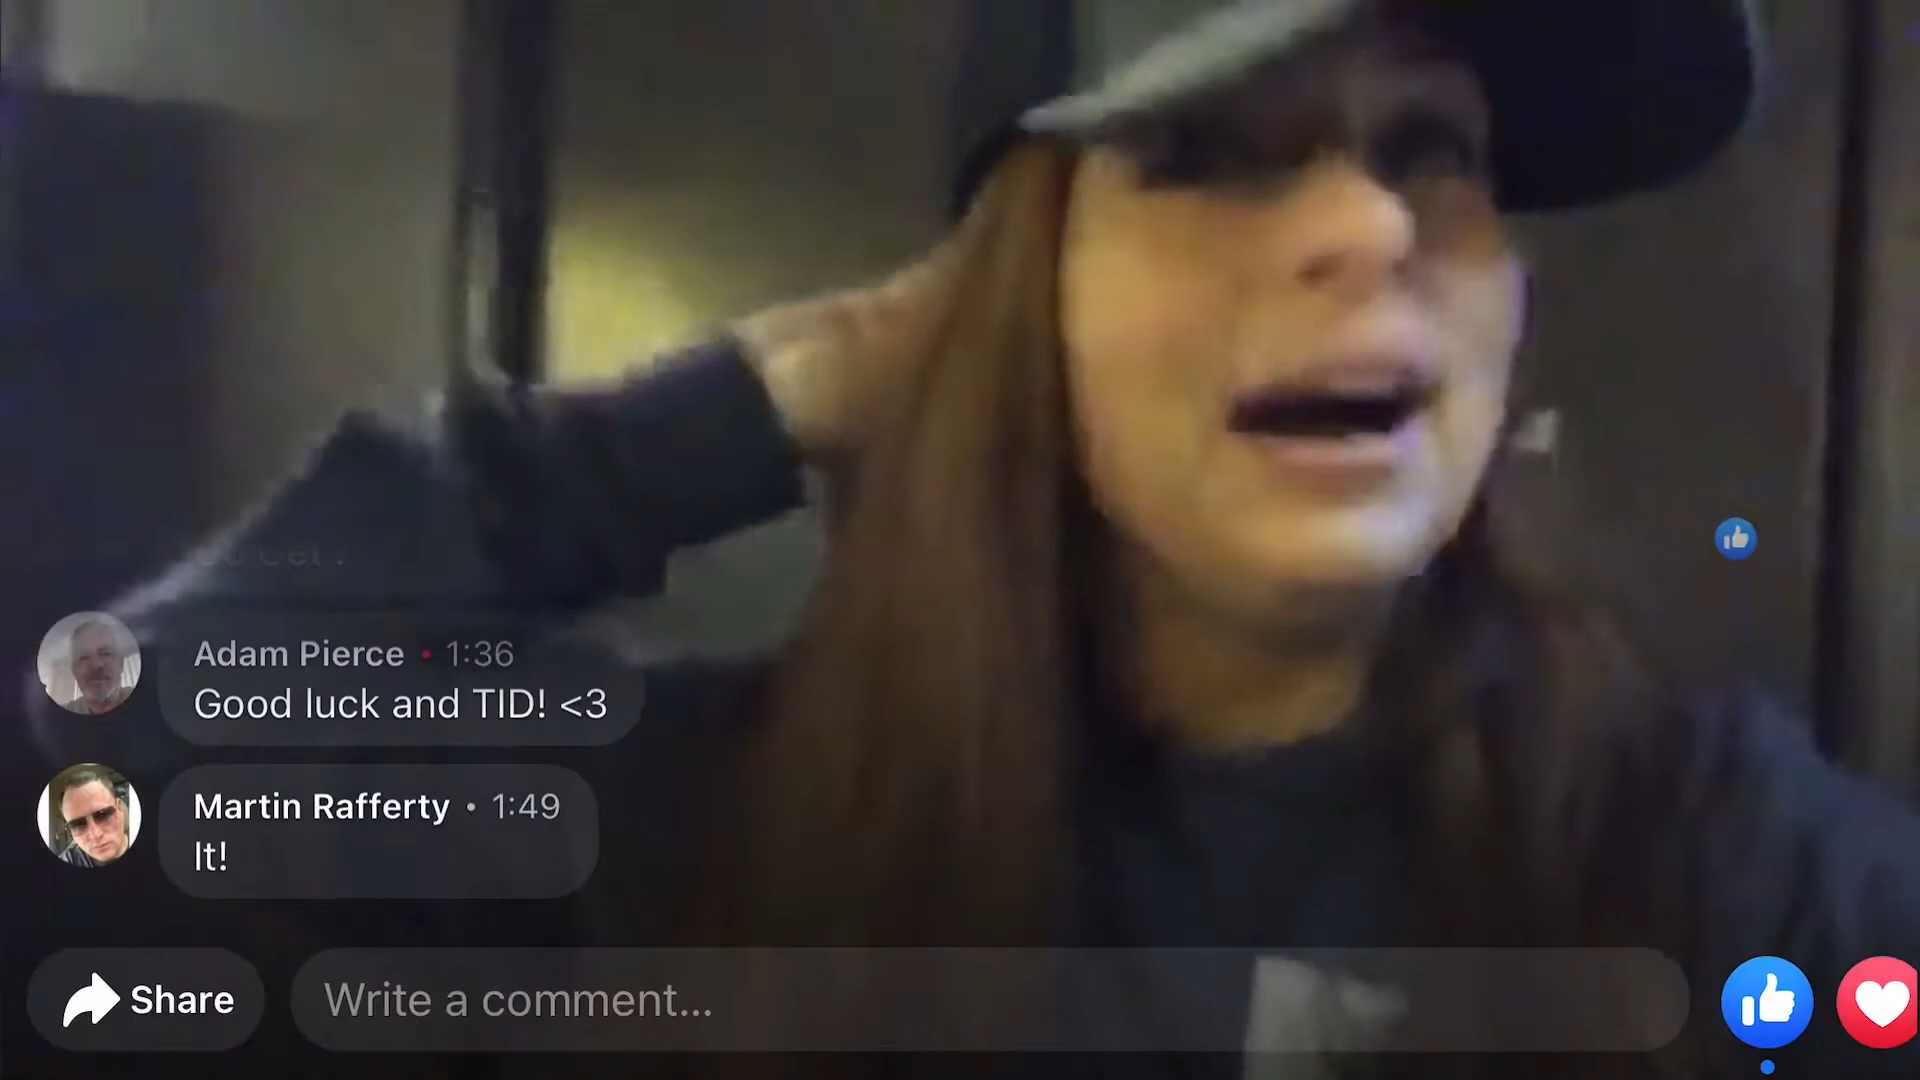 Adam Pierce • 1:36
Good luck and TID! <3
Martin Rafferty • 1:49
It!
Share
Write a comment...